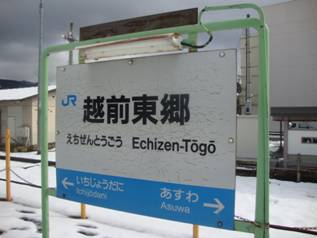 JR 越前東郷
えちぜんとうごう Echizen-Tōgō
← いちじょうだに
Ichijōdani
あすわ →
Asuwa